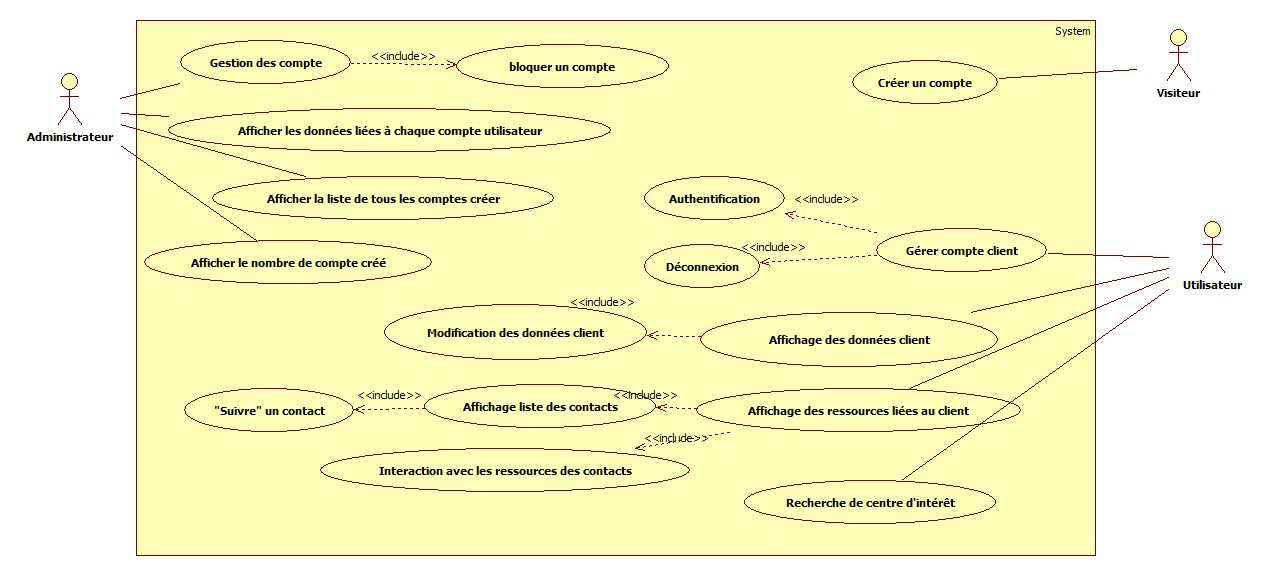 System
Gestion des compte
<<include>>
bloquer un compte
Créer un compte
Visiteur
Administrateur
Afficher les données liées à chaque compte utilisateur
Afficher la liste de tous les comptes créer
Authentification
<<include>>
Gérer compte client
<<include>>
Déconnexion
Afficher le nombre de compte créé
Utilisateur
<<include>>
Modification des données client
Affichage des données client
<<include>>
<<include>>
"Suivre" un contact
Affichage liste des contacts
Affichage des ressources liées au client
<<include>>
Interaction avec les ressources des contacts
Recherche de centre d'intérêt